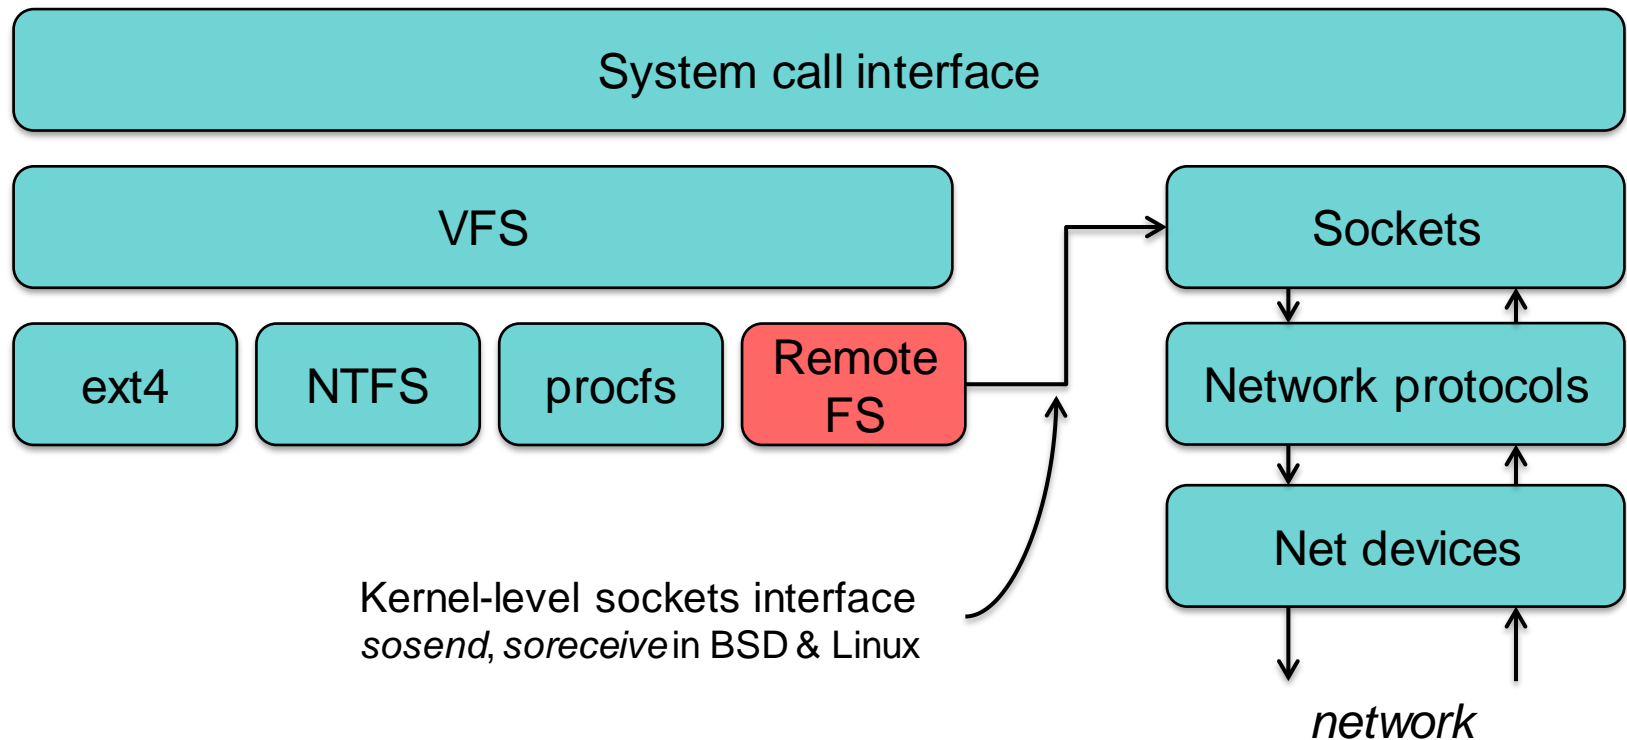 System call interface
VFS
Sockets
ext4
NTFS
procfs
Remote
FS
Network protocols
Net devices
Kernel-level sockets interface
sosend, soreceive in BSD & Linux
network